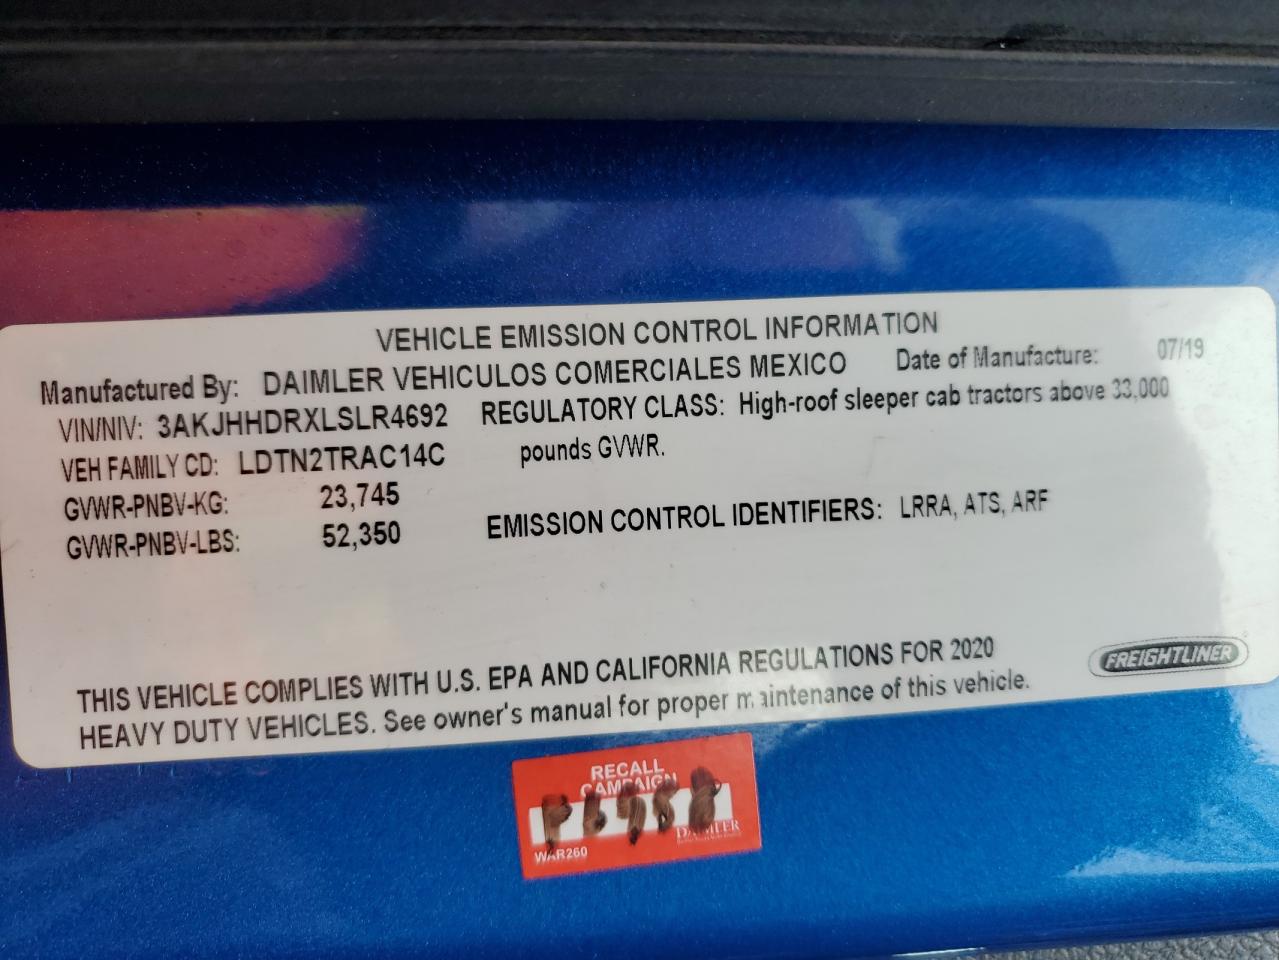 VEHICLE EMISSION CONTROL INFORMATION
Manufactured By: DAIMLER VEHICULOS COMERCIALES MEXICO Date of Manufacture: 07/19
VIN/NIV: 3AKJHHDRXLSLR4692 REGULATORY CLASS: High-roof sleeper cab tractors above 33,000
VEH FAMILY CD: LDTN2TRAC14C pounds GVWR.
GVWR-PNBV-KG: 23,745
GVWR-PNBV-LBS: 52,350 EMISSION CONTROL IDENTIFIERS: LRRA, ATS, ARF
THIS VEHICLE COMPLIES WITH U.S. EPA AND CALIFORNIA REGULATIONS FOR 2020
HEAVY DUTY VEHICLES. See owner's manual for proper maintenance of this vehicle.
FREIGHTLINER
RECALL
CAMPAIGN
DAIMLER
WAR260